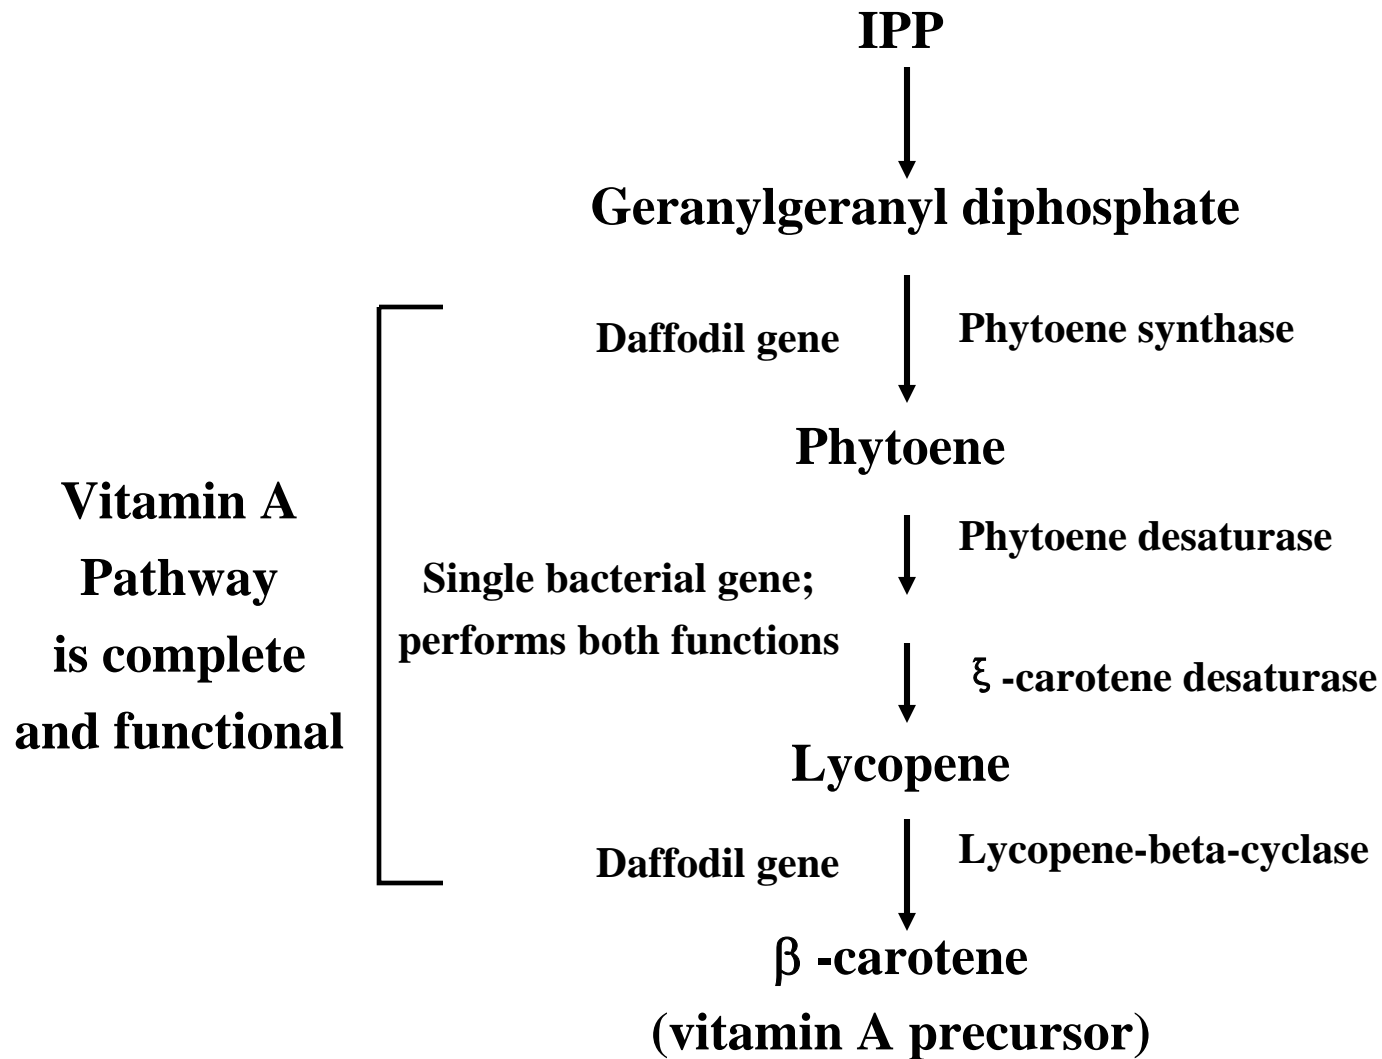 IPP
Geranylgeranyl diphosphate
Daffodil gene
Phytoene synthase
Phytoene
Vitamin A
Pathway
is complete
and functional
Phytoene desaturase
Single bacterial gene;
performs both functions
ξ -carotene desaturase
Lycopene
Daffodil gene
Lycopene-beta-cyclase
β -carotene
(vitamin A precursor)